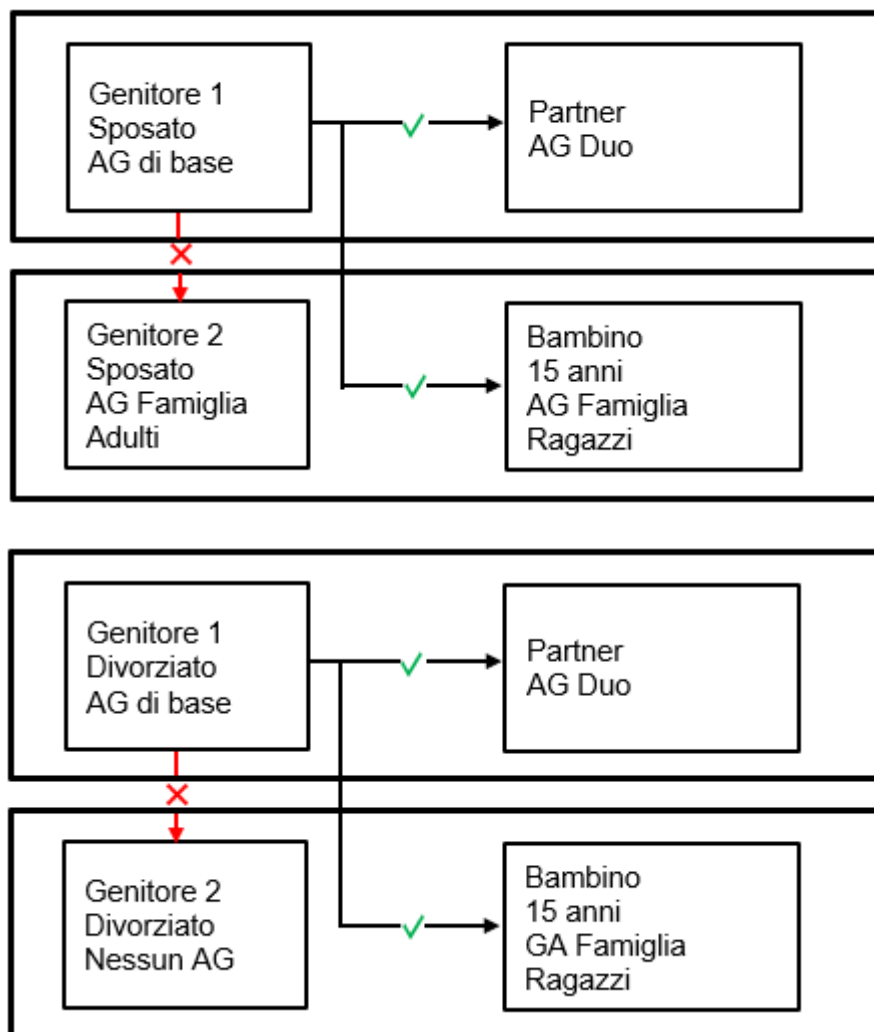 Genitore 1
Sposato
AG di base
Partner
AG Duo
Genitore 2
Sposato
AG Famiglia
Adulti
Bambino
15 anni
AG Famiglia
Ragazzi
Genitore 1
Divorziato
AG di base
Partner
AG Duo
Genitore 2
Divorziato
Nessun AG
Bambino
15 anni
GA Famiglia
Ragazzi